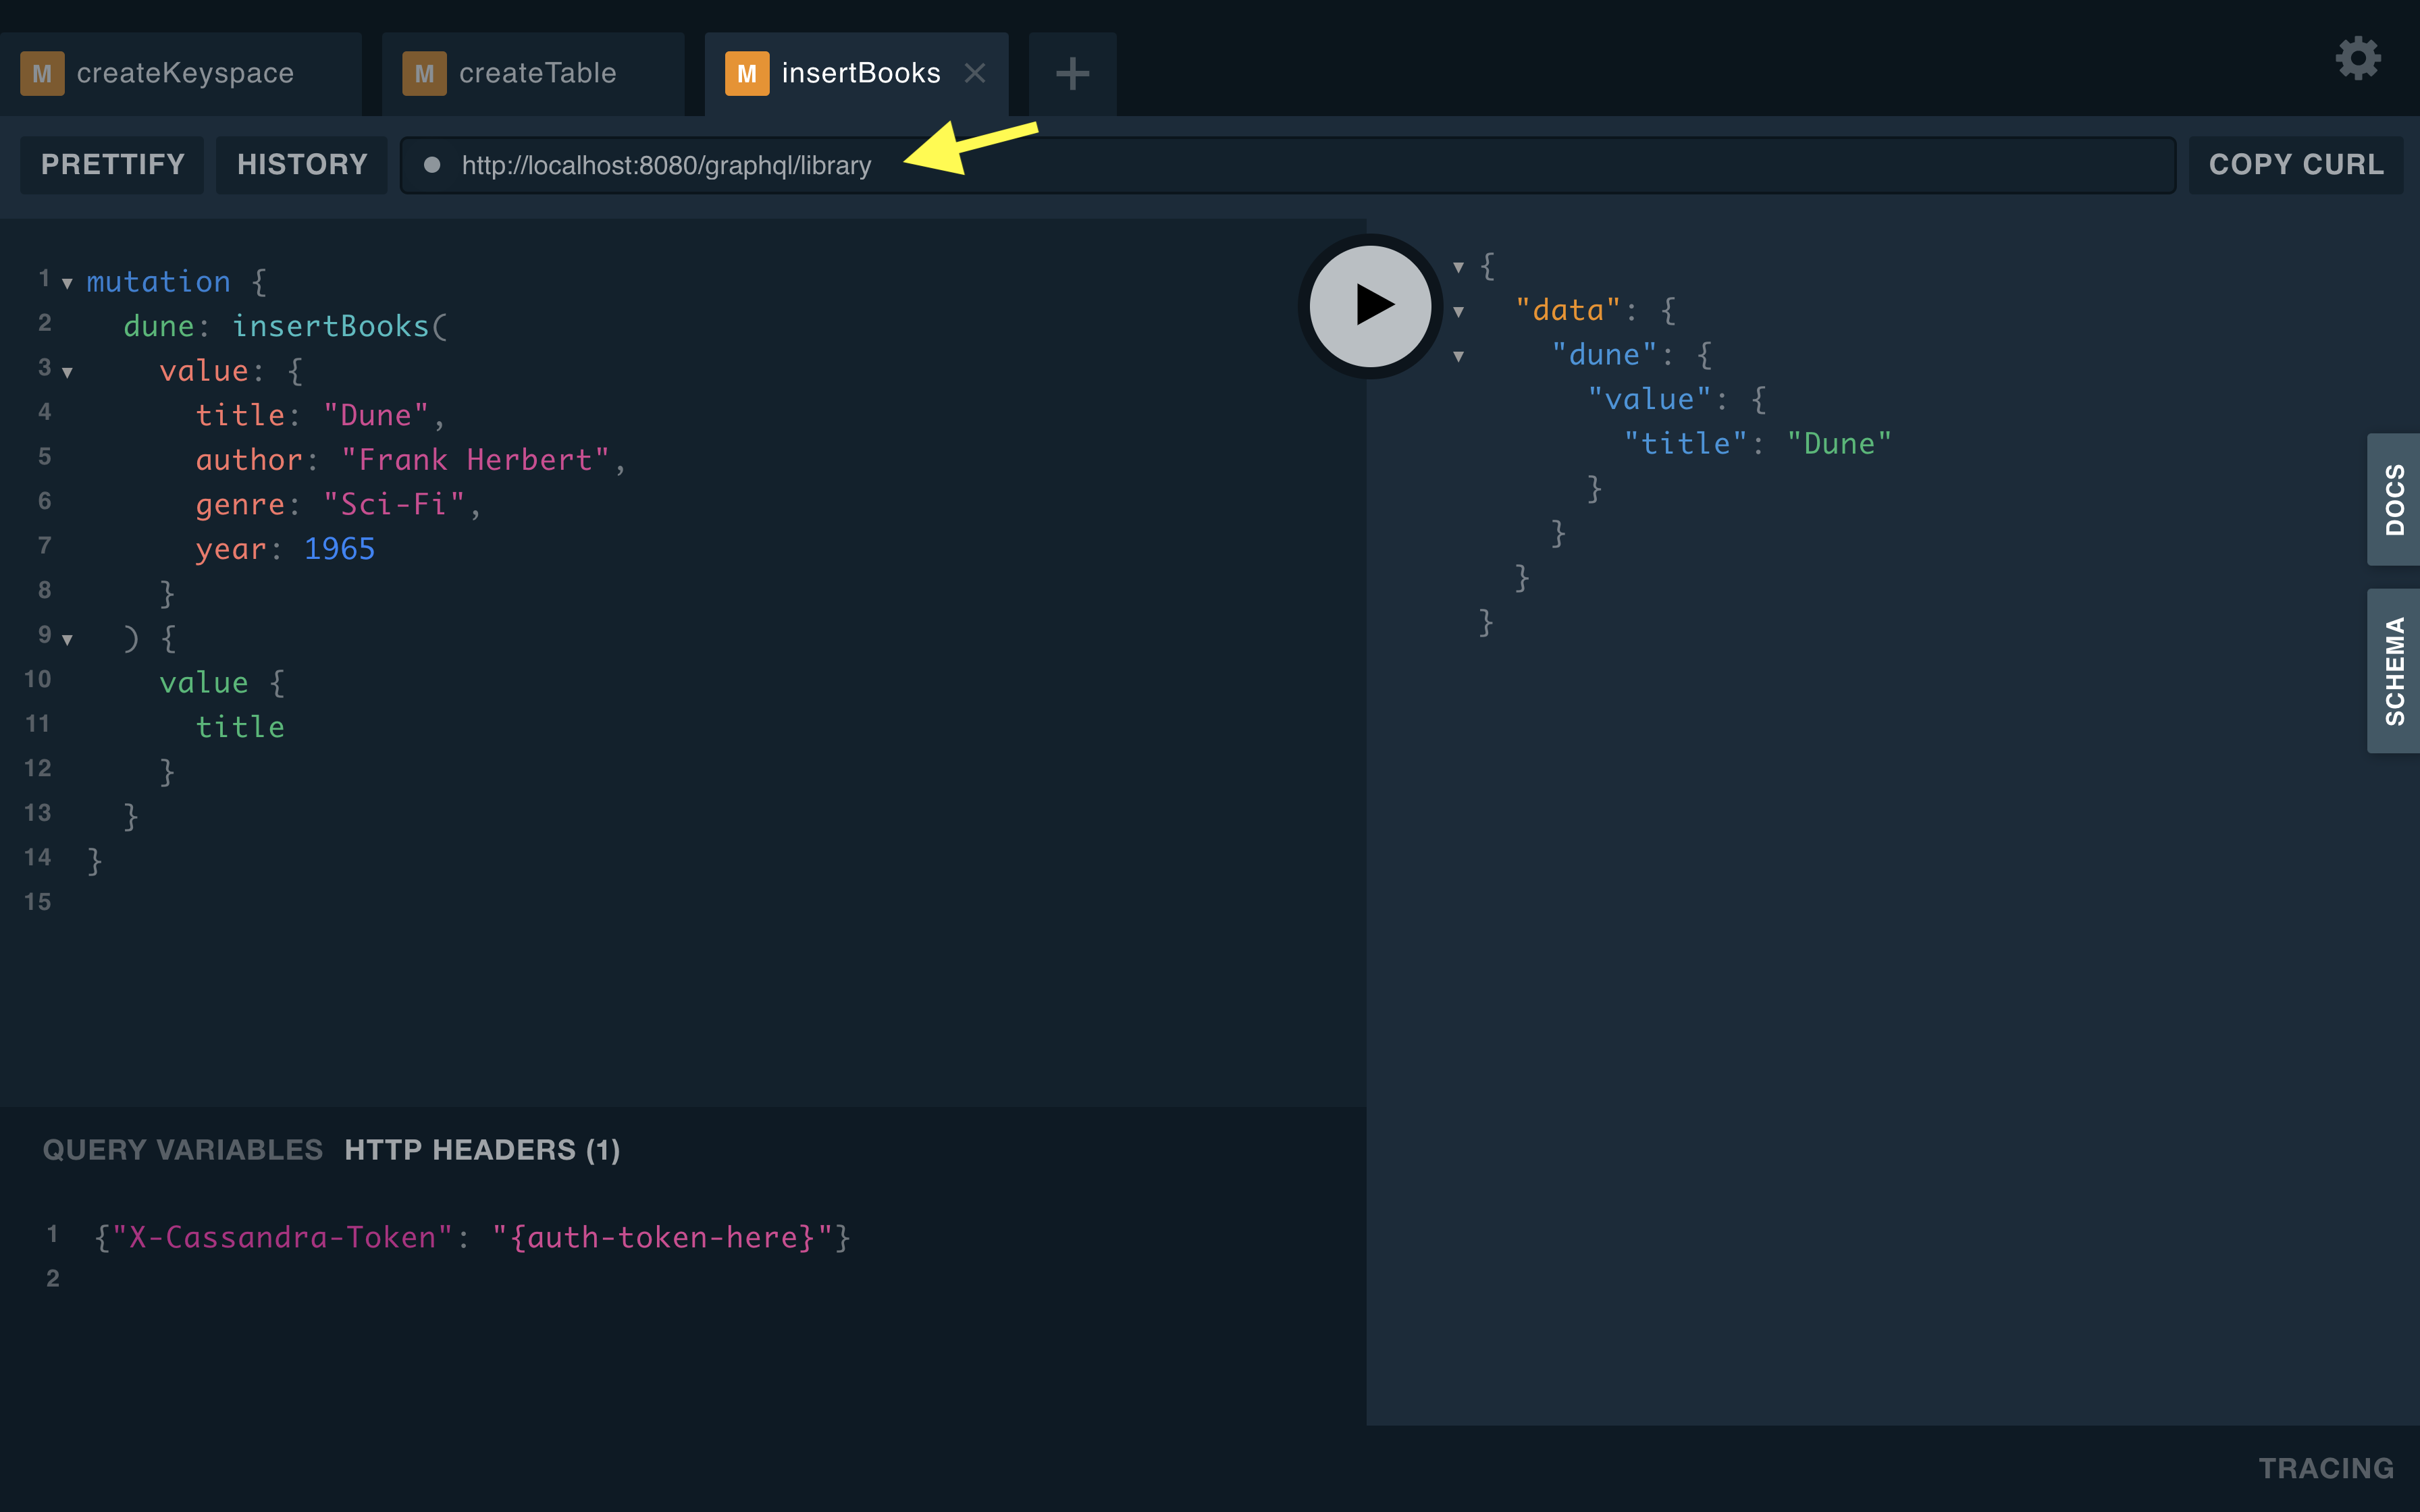 M createKeyspace M createTable M insertBooks
PRETTIFY HISTORY http://localhost:8080/graphql/library COPY CURL
1 mutation {
2 dune: insertBooks(
3 value: {
4 title: "Dune",
5 author: "Frank Herbert",
6 genre: "Sci-Fi",
7 year: 1965
8 }
9 ) {
10 value {
11 title
12 }
13 }
14 }
15
{
"data": {
"dune": {
"value": {
"title": "Dune"
}
}
}
}
DOCS
SCHEMA
QUERY VARIABLES HTTP HEADERS (1)
1 {"X-Cassandra-Token": "{auth-token-here}"}
2
TRACING